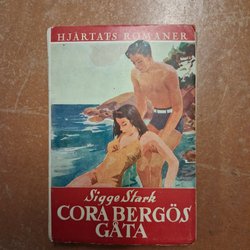 HJÄRTATS ROMANER
Sigge Stark
CORA BERGÖS
GÅTA